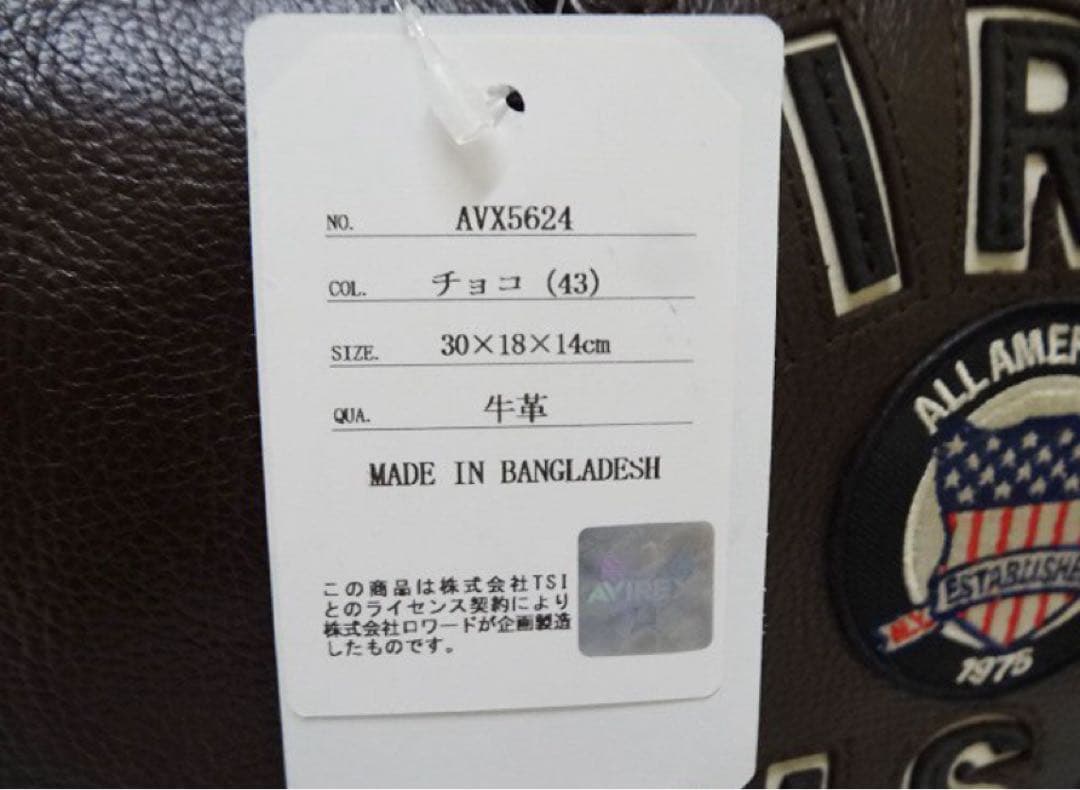 NO. AVX5624
COL. チョコ (43)
SIZE. 30×18×14cm
QUA. 牛革
MADE IN BANGLADESH
この商品は株式会社TSI
とのライセンス契約により
株式会社ロワードが企画製造
したものです。
AVIREX
IR
ALL AMER
ESTABLISHE
N.Y.
1975